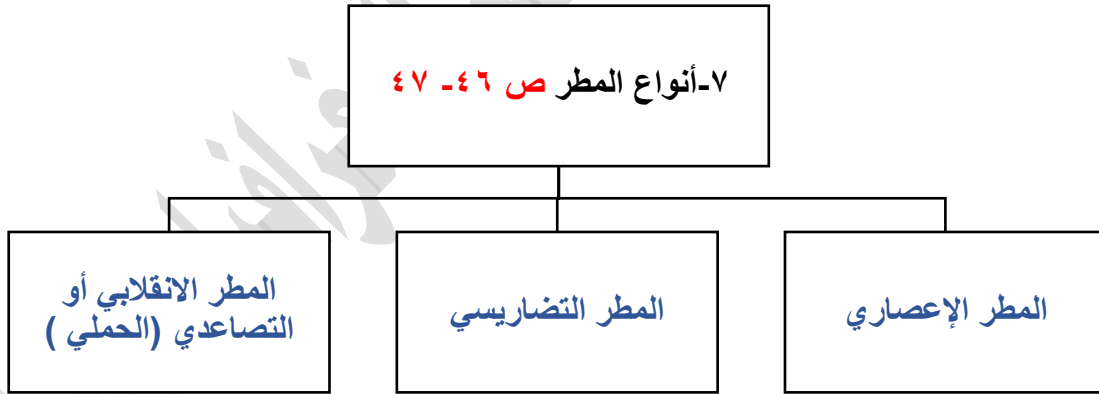 ٧-أنواع المطر ص ٤٦- ٤٧
المطر الإعصاري
المطر التضاريسي
المطر الانقلابي أو
التصاعدي (الحملي )